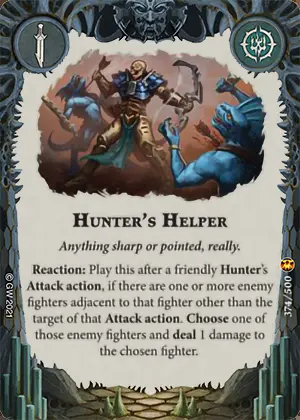 HUNTER'S HELPER
Anything sharp or pointed, really.
Reaction: Play this after a friendly Hunter's
Attack action, if there are one or more enemy
fighters adjacent to that fighter other than the
target of that Attack action. Choose one of
those enemy fighters and deal 1 damage to
the chosen fighter.
© GW 2021
374/500